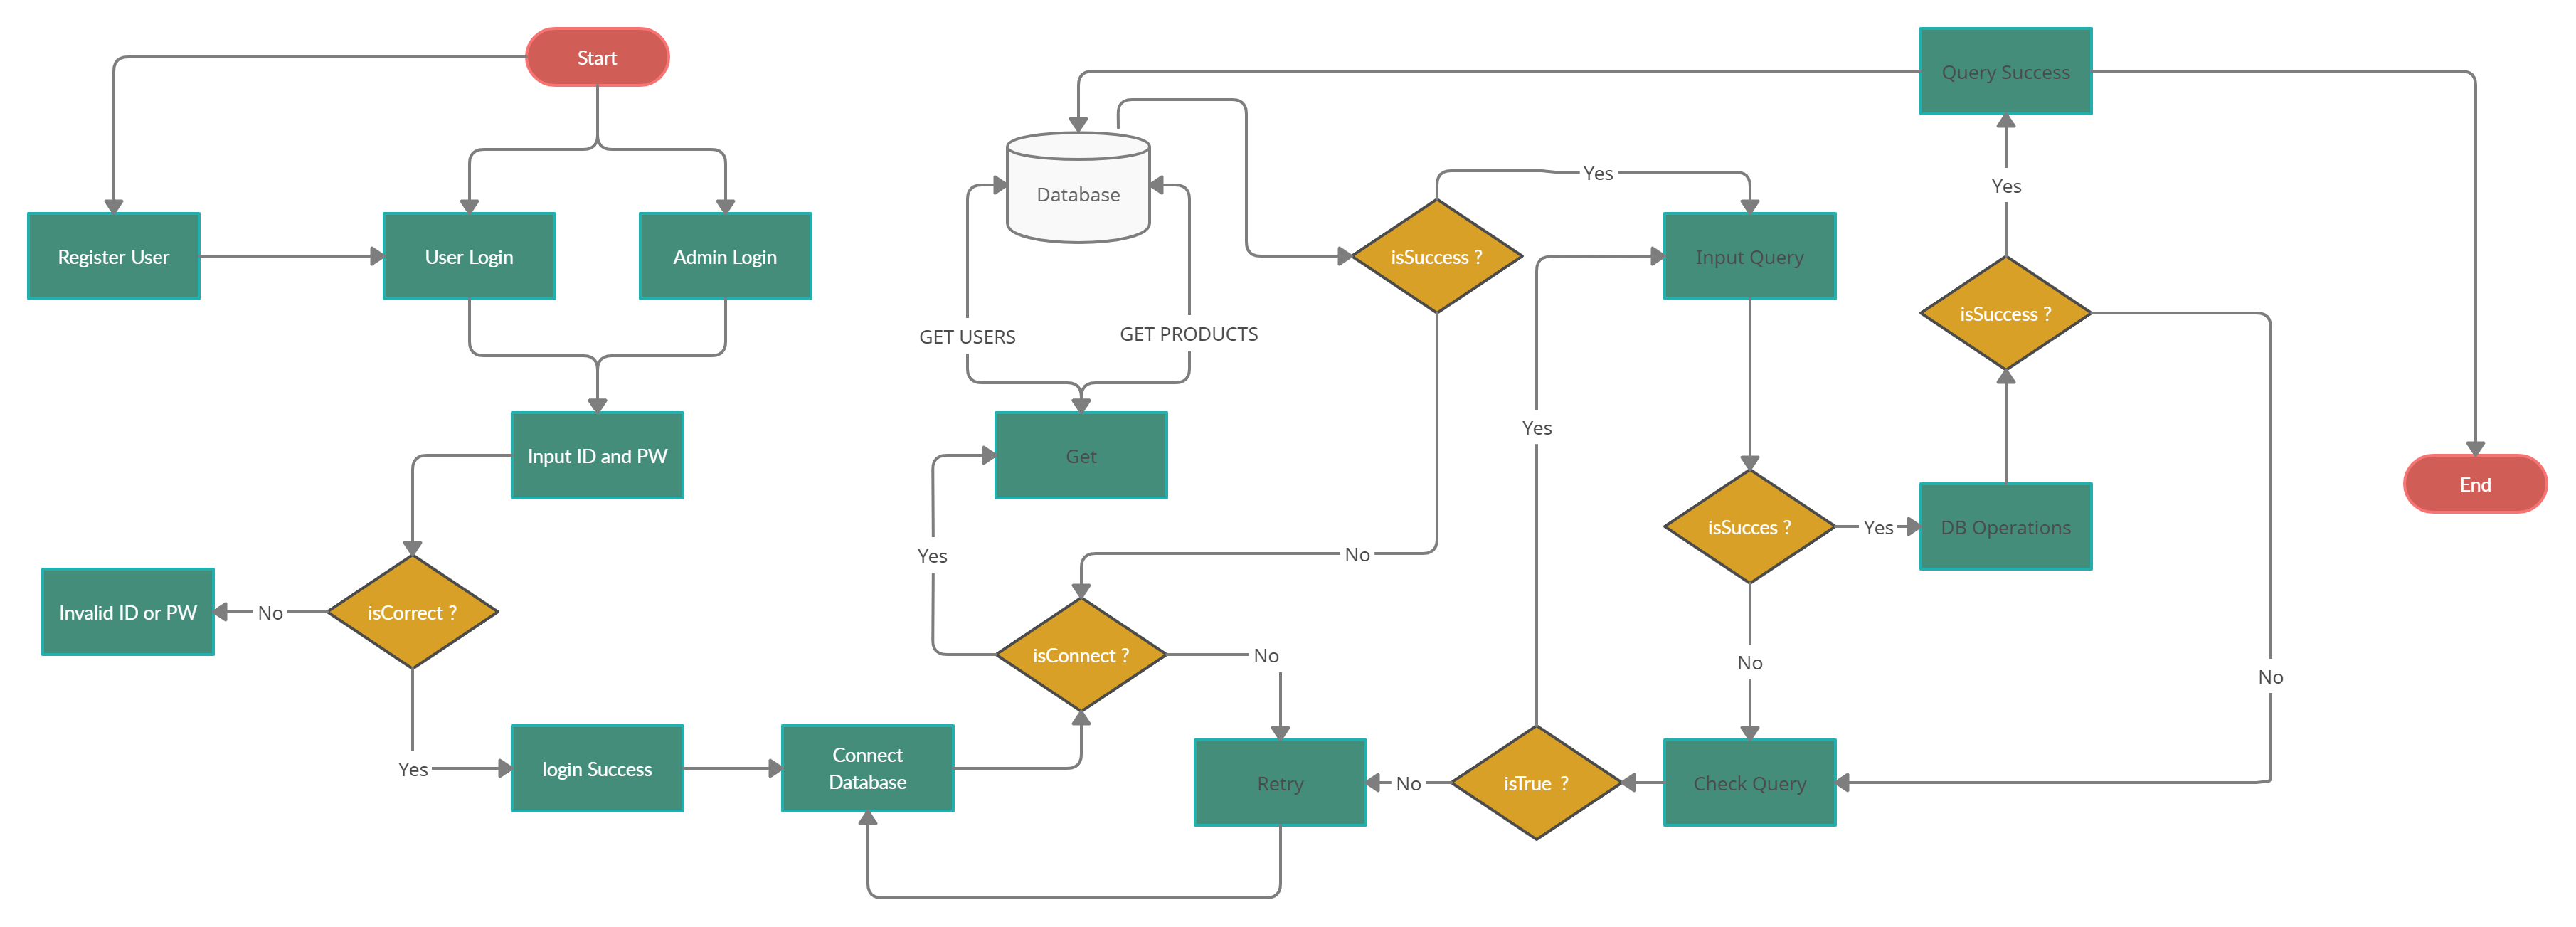 Start
Query Success
Database
Yes
Yes
Register User
User Login
Admin Login
isSuccess ?
Input Query
isSuccess ?
GET USERS
GET PRODUCTS
Yes
Input ID and PW
Get
End
isSucces ?
Yes
DB Operations
Yes
No
Invalid ID or PW
No
isCorrect ?
isConnect ?
No
No
No
Yes
login Success
Connect
Database
Retry
No
isTrue ?
Check Query